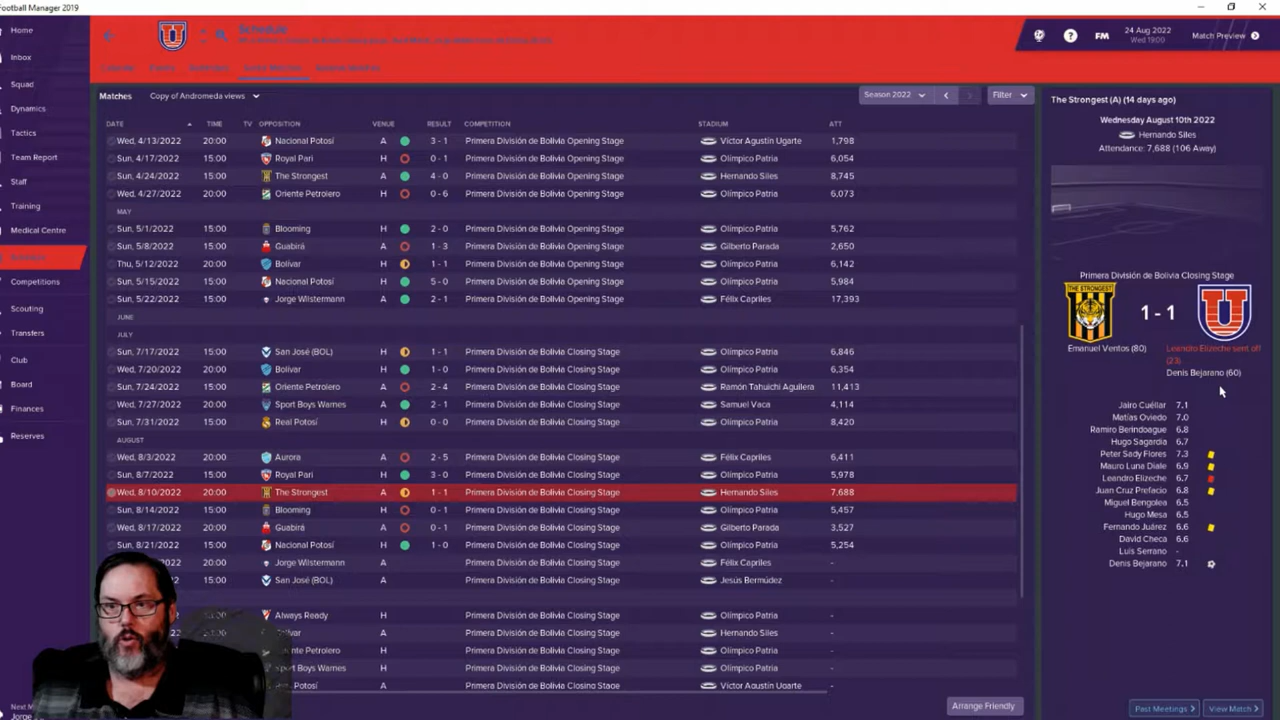 Football Manager 2019
Home
Inbox
Squad
Dynamics
Tactics
Team Report
Staff
Training
Medical Centre
Competitions
Scouting
Transfers
Club
Board
Finances
Reserves
Schedule
24 Aug 2022
Wed 19:09
FM
Match Preview
Matches Copy of Andromeda views
Season 2022
Filter
DATE TIME TV OPPOSITION VENUE RESULT COMPETITION STADIUM ATT
Wed, 4/13/2022 20:00 Nacional Potosí A 3 - 1 Primera División de Bolivia Opening Stage Víctor Agustín Ugarte 1,798
Sun, 4/17/2022 15:00 Royal Pari H 0 - 1 Primera División de Bolivia Opening Stage Olímpico Patria 6,054
Sun, 4/24/2022 15:00 The Strongest A 4 - 0 Primera División de Bolivia Opening Stage Hernando Siles 8,745
Wed, 4/27/2022 20:00 Oriente Petrolero H 0 - 6 Primera División de Bolivia Opening Stage Olímpico Patria 6,073
MAY
Sun, 5/1/2022 15:00 Blooming H 2 - 0 Primera División de Bolivia Opening Stage Olímpico Patria 5,762
Sun, 5/8/2022 15:00 Guabirá A 1 - 3 Primera División de Bolivia Opening Stage Gilberto Parada 2,650
Thu, 5/12/2022 20:00 Bolívar H 1 - 1 Primera División de Bolivia Opening Stage Olímpico Patria 6,142
Sun, 5/15/2022 15:00 Nacional Potosí H 5 - 0 Primera División de Bolivia Opening Stage Olímpico Patria 5,984
Sun, 5/22/2022 15:00 Jorge Wilstermann A 2 - 1 Primera División de Bolivia Opening Stage Félix Capriles 17,393
JUNE
JULY
Sun, 7/17/2022 15:00 San José (BOL) H 1 - 1 Primera División de Bolivia Closing Stage Olímpico Patria 6,846
Wed, 7/20/2022 20:00 Bolívar H 1 - 0 Primera División de Bolivia Closing Stage Olímpico Patria 6,354
Sun, 7/24/2022 15:00 Oriente Petrolero A 2 - 4 Primera División de Bolivia Closing Stage Ramón Tahuichi Aguilera 11,413
Wed, 7/27/2022 20:00 Sport Boys Warnes A 2 - 1 Primera División de Bolivia Closing Stage Samuel Vaca 4,114
Sun, 7/31/2022 15:00 Real Potosí H 0 - 0 Primera División de Bolivia Closing Stage Olímpico Patria 8,420
AUGUST
Wed, 8/3/2022 20:00 Aurora A 2 - 5 Primera División de Bolivia Closing Stage Félix Capriles 6,411
Sun, 8/7/2022 15:00 Royal Pari H 3 - 0 Primera División de Bolivia Closing Stage Olímpico Patria 5,978
Wed, 8/10/2022 20:00 The Strongest A 1 - 1 Primera División de Bolivia Closing Stage Hernando Siles 7,688
Sun, 8/14/2022 15:00 Blooming H 0 - 1 Primera División de Bolivia Closing Stage Olímpico Patria 5,457
Wed, 8/17/2022 20:00 Guabirá A 0 - 1 Primera División de Bolivia Closing Stage Gilberto Parada 3,527
Sun, 8/21/2022 15:00 Nacional Potosí H 1 - 0 Primera División de Bolivia Closing Stage Olímpico Patria 5,254
/2022 20:00 Jorge Wilstermann A Primera División de Bolivia Closing Stage Félix Capriles -
/2022 15:00 San José (BOL) A Primera División de Bolivia Closing Stage Jesús Bermúdez -
Always Ready H Primera División de Bolivia Closing Stage Olímpico Patria -
A Primera División de Bolivia Closing Stage Hernando Siles -
Petrolero H Primera División de Bolivia Closing Stage Olímpico Patria -
Boys Warnes H Primera División de Bolivia Closing Stage Olímpico Patria -
Potosí A Primera División de Bolivia Closing Stage Víctor Agustín Ugarte -
Arrange Friendly
The Strongest (A) (14 days ago)
Wednesday August 10th 2022
Hernando Siles
Attendance: 7,688 (106 Away)
Primera División de Bolivia Closing Stage
THE STRONGEST
1 - 1
U
Emanuel Ventos (80)
Leandro Elizeche sent off
(23)
Denis Bejarano (60)
Jairo Cuéllar 7.1
Matías Oviedo 7.0
Ramiro Berindoague 6.8
Hugo Sagardia 6.7
Peter Sady Flores 7.3
Mauro Luna Diale 6.9
Leandro Elizeche 6.7
Juan Cruz Prefacio 6.8
Miguel Bengolea 6.5
Hugo Mesa 6.5
Fernando Juárez 6.6
David Checa 6.6
Luis Serrano -
Denis Bejarano 7.1
Past Meetings
View Match